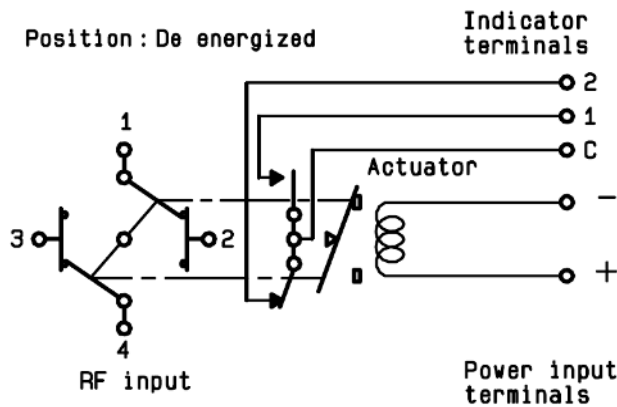 Position : De energized
Indicator
terminals
2
1
C
Actuator
1
3
2
4
RF input
-
+
Power input
terminals